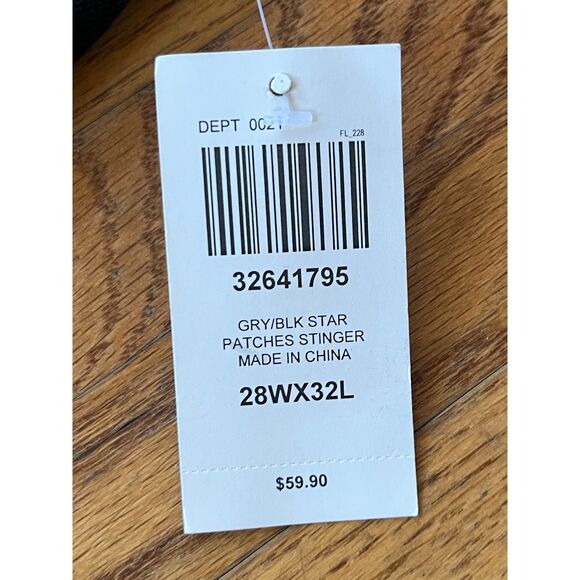 DEPT 0021
FL_228
32641795
GRY/BLK STAR
PATCHES STINGER
MADE IN CHINA
28WX32L
$59.90